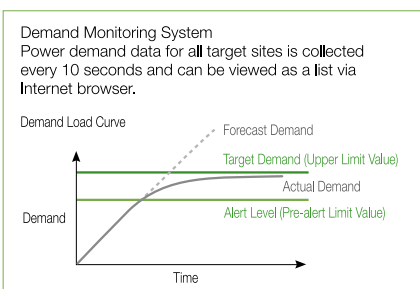 Demand Monitoring System
Power demand data for all target sites is collected
every 10 seconds and can be viewed as a list via
Internet browser.
Demand Load Curve
Forecast Demand
Target Demand (Upper Limit Value)
Actual Demand
Demand
Alert Level (Pre-alert Limit Value)
Time